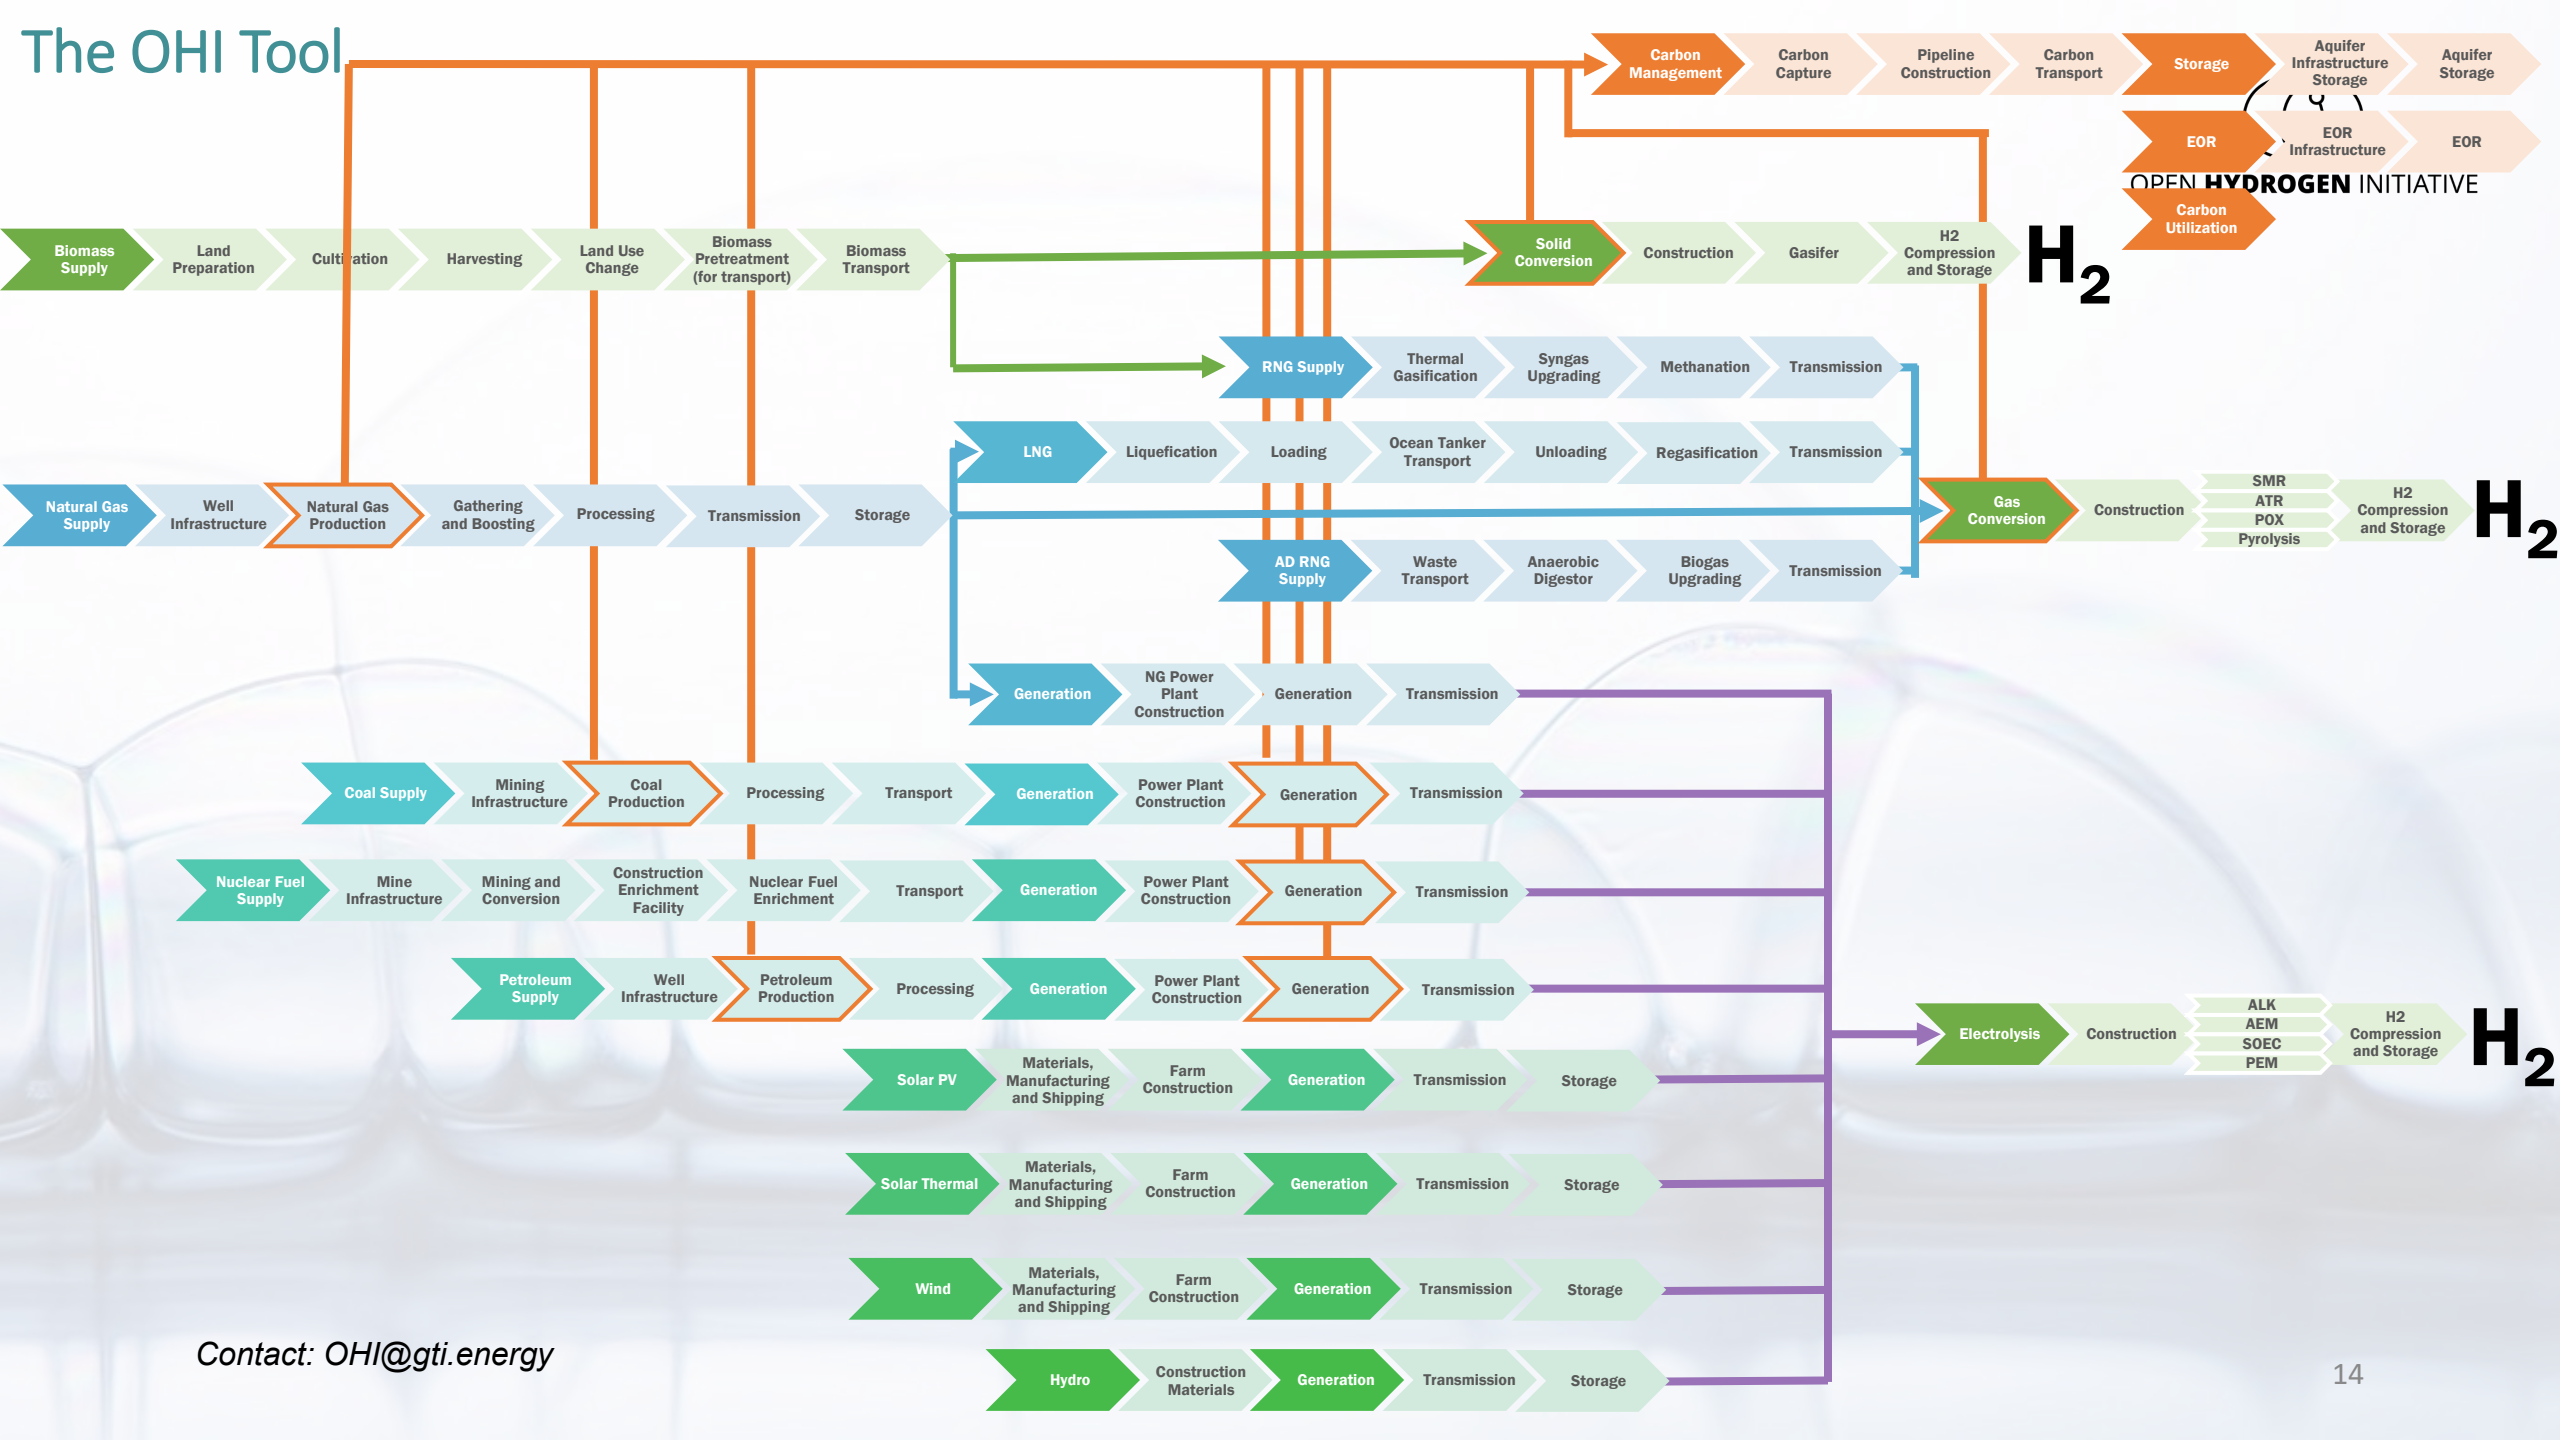 The OHI Tool
Carbon
Management
Carbon
Capture
Pipeline
Construction
Carbon
Transport
Storage
Aquifer
Infrastructure
Storage
Aquifer
Storage
EOR
EOR
Infrastructure
EOR
OPEN HYDROGEN INITIATIVE
Carbon
Utilization
Biomass
Supply
Land
Preparation
Cultivation
Harvesting
Land Use
Change
Biomass
Pretreatment
(for transport)
Biomass
Transport
Solid
Conversion
Construction
Gasifer
H2
Compression
and Storage
H2
RNG Supply
Thermal
Gasification
Syngas
Upgrading
Methanation
Transmission
LNG
Liquefication
Loading
Ocean Tanker
Transport
Unloading
Regasification
Transmission
Natural Gas
Supply
Well
Infrastructure
Natural Gas
Production
Gathering
and Boosting
Processing
Transmission
Storage
Gas
Conversion
Construction
SMR
ATR
POX
Pyrolysis
H2
Compression
and Storage
H2
AD RNG
Supply
Waste
Transport
Anaerobic
Digestor
Biogas
Upgrading
Transmission
Generation
NG Power
Plant
Construction
Generation
Transmission
Coal Supply
Mining
Infrastructure
Coal
Production
Processing
Transport
Generation
Power Plant
Construction
Generation
Transmission
Nuclear Fuel
Supply
Mine
Infrastructure
Mining and
Conversion
Construction
Enrichment
Facility
Nuclear Fuel
Enrichment
Transport
Generation
Power Plant
Construction
Generation
Transmission
Petroleum
Supply
Well
Infrastructure
Petroleum
Production
Processing
Generation
Power Plant
Construction
Generation
Transmission
Electrolysis
Construction
ALK
AEM
SOEC
PEM
H2
Compression
and Storage
H2
Solar PV
Materials,
Manufacturing
and Shipping
Farm
Construction
Generation
Transmission
Storage
Solar Thermal
Materials,
Manufacturing
and Shipping
Farm
Construction
Generation
Transmission
Storage
Wind
Materials,
Manufacturing
and Shipping
Farm
Construction
Generation
Transmission
Storage
Hydro
Construction
Materials
Generation
Transmission
Storage
Contact: OHI@gti.energy
14